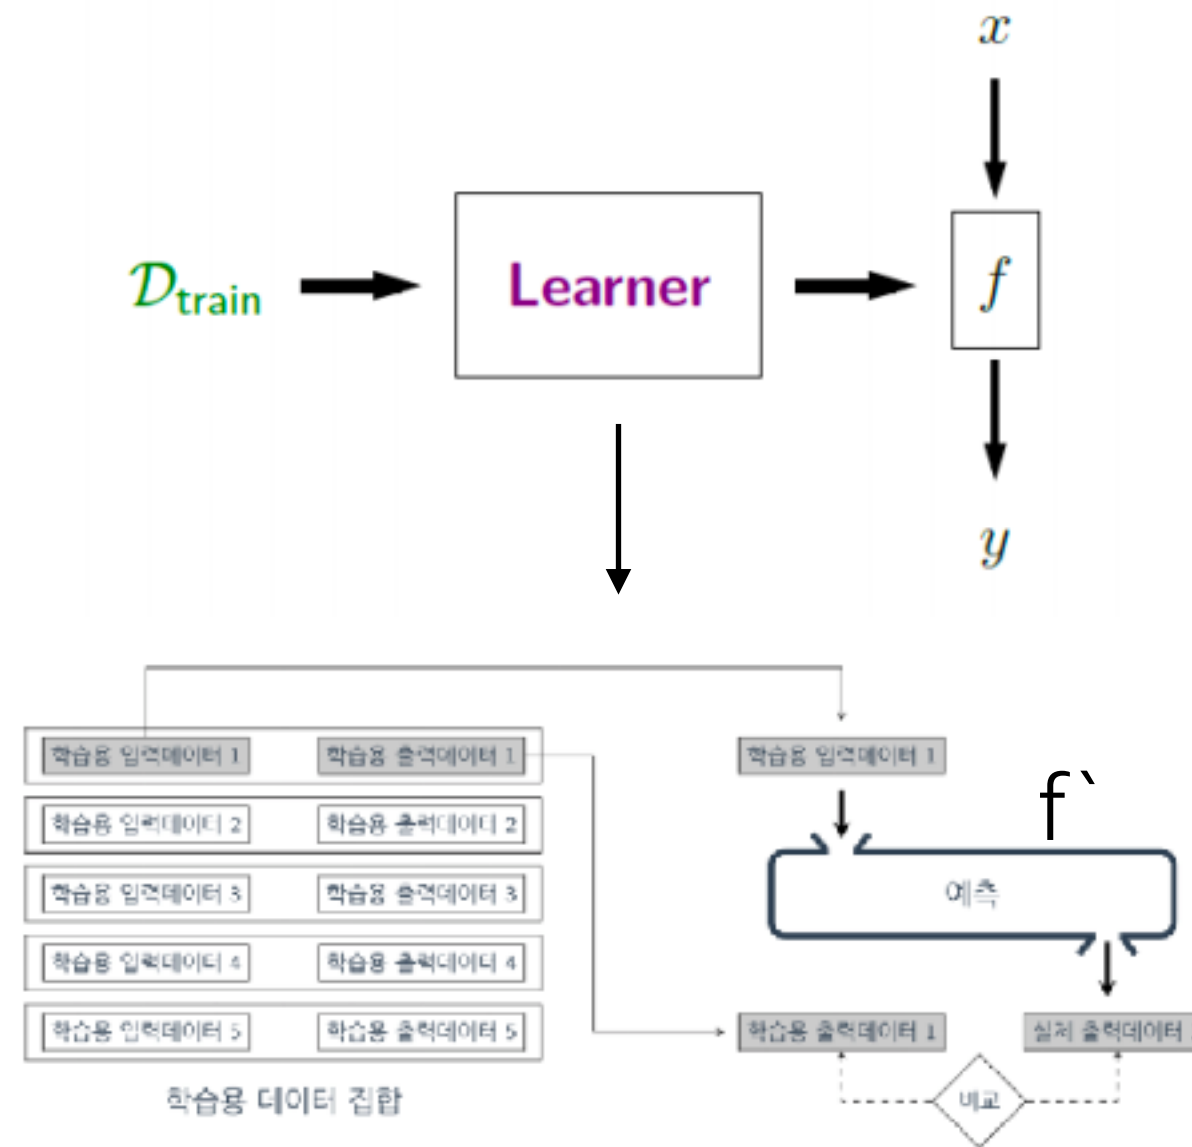 x
D train
Learner
f
y
학습용 입력데이터 1
학습용 출력데이터 1
학습용 입력데이터 1
f`
학습용 입력데이터 2
학습용 출력데이터 2
예측
학습용 입력데이터 3
학습용 출력데이터 3
학습용 입력데이터 4
학습용 출력데이터 4
학습용 입력데이터 5
학습용 출력데이터 5
학습용 출력데이터 1
실제 출력데이터
학습용 데이터 집합
비교